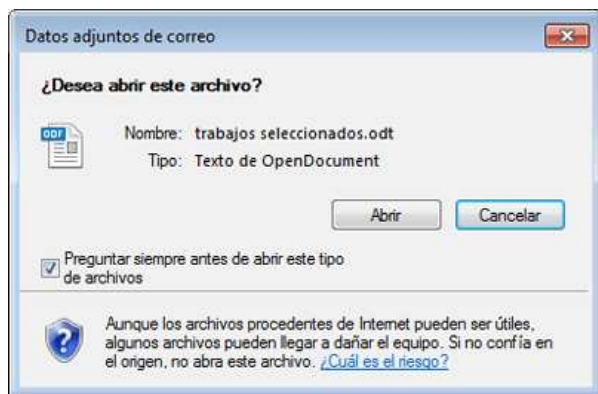 Datos adjuntos de correo
¿Desea abrir este archivo?
ODF
Nombre: trabajos seleccionados.odt
Tipo: Texto de OpenDocument
Abrir Cancelar
Preguntar siempre antes de abrir este tipo
de archivos
Aunque los archivos procedentes de Internet pueden ser útiles,
algunos archivos pueden llegar a dañar el equipo. Si no confía en
el origen, no abra este archivo. ¿Cuál es el riesgo?